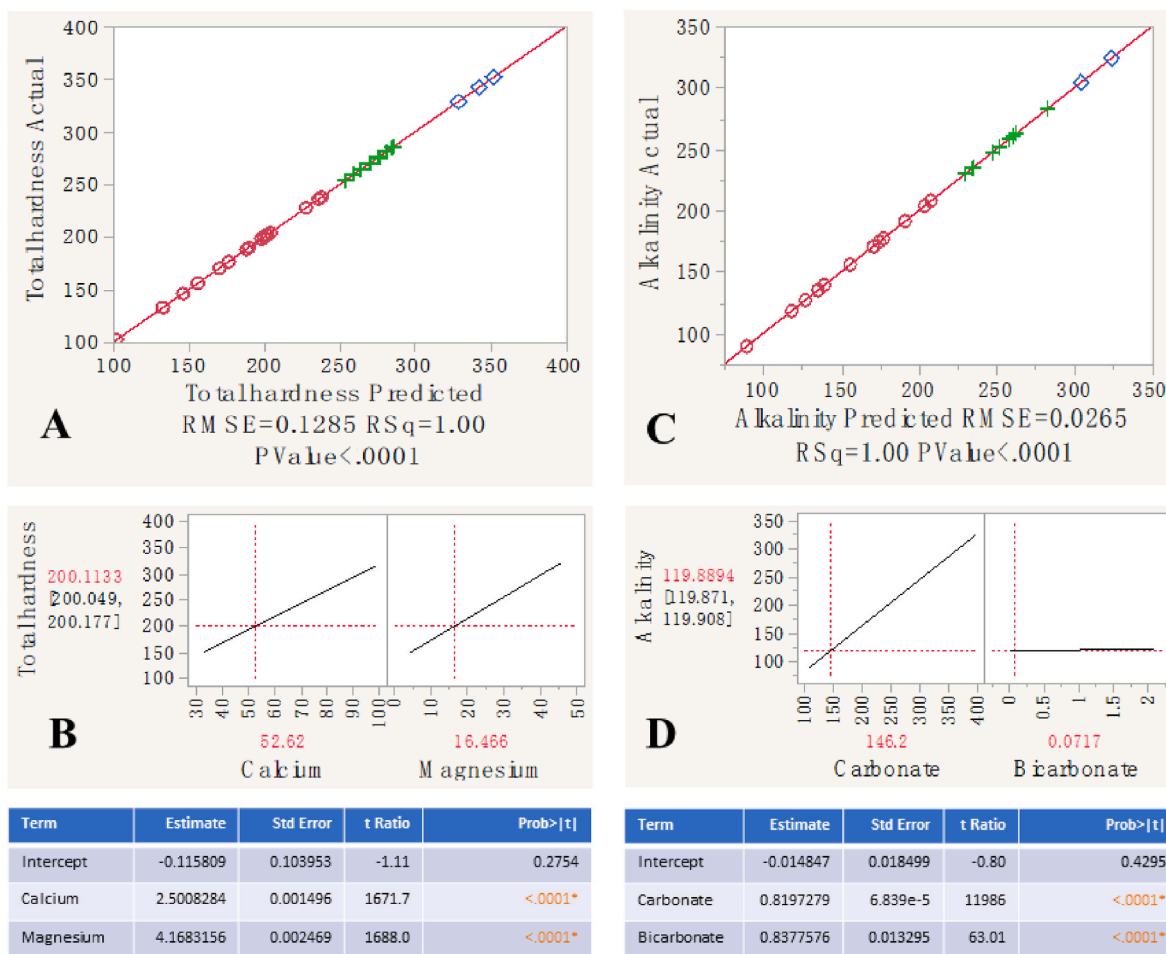 Totalhardness Actual
400
350
300
250
200
150
100
100 150 200 250 300 350 400
Totalhardness Predicted
RMSE=0.1285 RSq=1.00
PValue<.0001
A
Alkalinity Actual
350
300
250
200
150
100
100 150 200 250 300 350
Alkalinity Predicted RMSE=0.0265
RSq=1.00 PValue<.0001
C
Totalhardness
200.1133
[200.049,
200.177]
400
350
300
250
200
150
100
30 40 50 60 70 80 90 100
0 10 20 30 40 50
52.62 16.466
Calcium Magnesium
B
Alkalinity
119.8894
[119.871,
119.908]
350
300
250
200
150
100
100 150 200 250 300 350 400
0 0.5 1 1.5 2
146.2 0.0717
Carbonate Bicarbonate
D
Term Estimate Std Error t Ratio Prob>|t|
Intercept -0.115809 0.103953 -1.11 0.2754
Calcium 2.5008284 0.001496 1671.7 <.0001*
Magnesium 4.1683156 0.002469 1688.0 <.0001*
Term Estimate Std Error t Ratio Prob>|t|
Intercept -0.014847 0.018499 -0.80 0.4295
Carbonate 0.8197279 6.839e-5 11986 <.0001*
Bicarbonate 0.8377576 0.013295 63.01 <.0001*